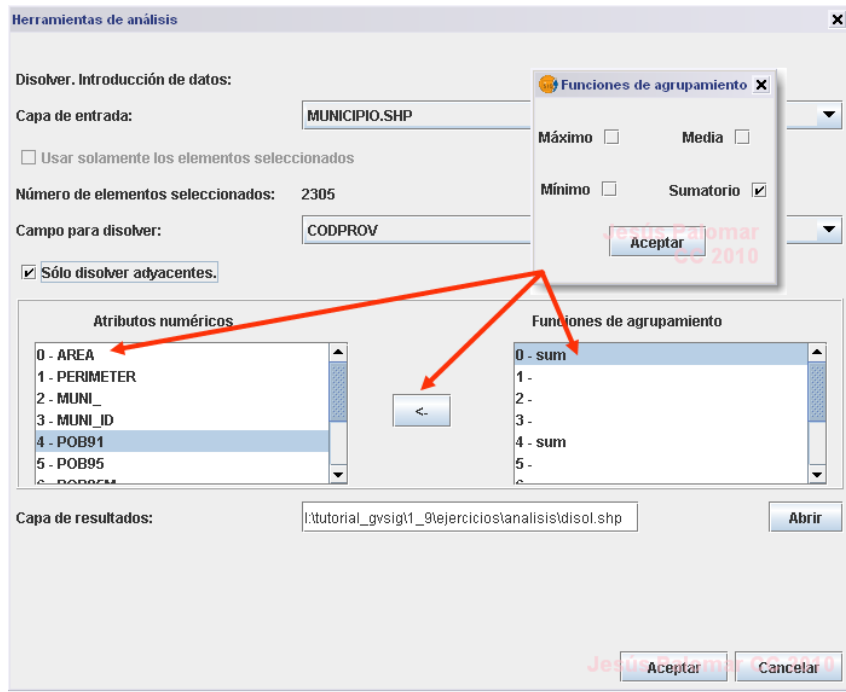 Herramientas de análisis
Disolver. Introducción de datos:
Capa de entrada:
MUNICIPIO.SHP
Usar solamente los elementos seleccionados
Número de elementos seleccionados: 2305
Campo para disolver:
CODPROV
Sólo disolver adyacentes.
Funciones de agrupamiento
Máximo
Media
Mínimo
Sumatorio
Aceptar
Jesús Palomar
CC 2010
Atributos numéricos
0 - AREA
1 - PERIMETER
2 - MUNI_
3 - MUNI_ID
4 - POB91
5 - POB95
<-
Funciones de agrupamiento
0 - sum
1 -
2 -
3 -
4 - sum
5 -
Capa de resultados:
l:\tutorial_gvsig\1_9\ejercicios\analisis\disol.shp
Abrir
Aceptar
Cancelar
Jesús Palomar CC 2010